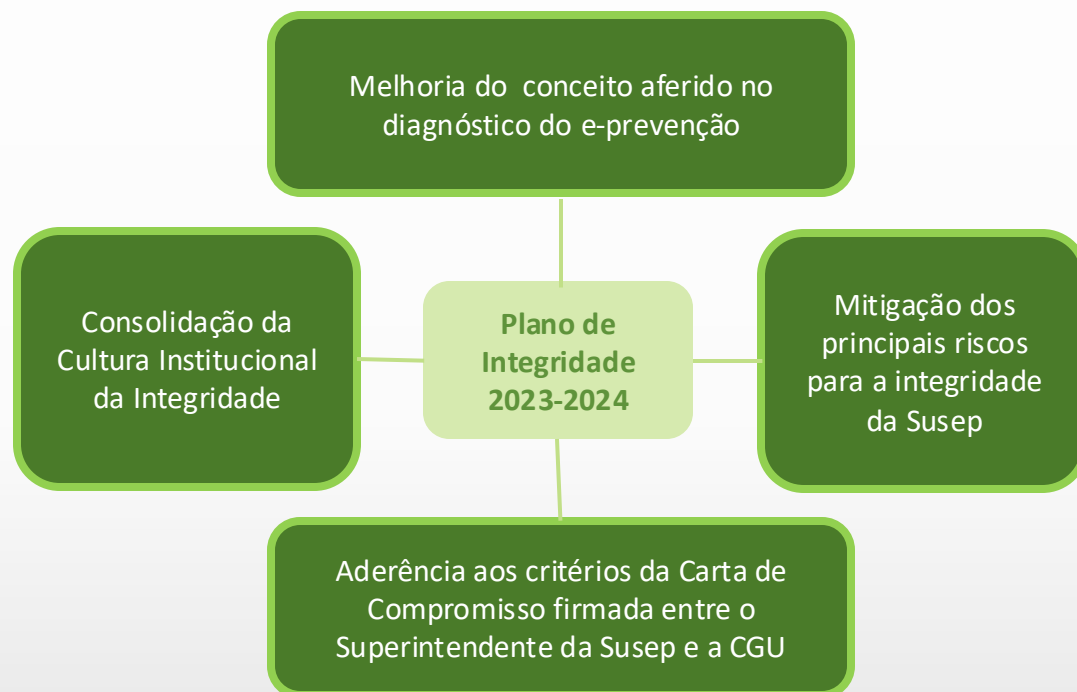 Melhoria do conceito aferido no
diagnóstico do e-prevenção
Consolidação da
Cultura Institucional
da Integridade
Plano de
Integridade
2023-2024
Mitigação dos
principais riscos
para a integridade
da Susep
Aderência aos critérios da Carta de
Compromisso firmada entre o
Superintendente da Susep e a CGU